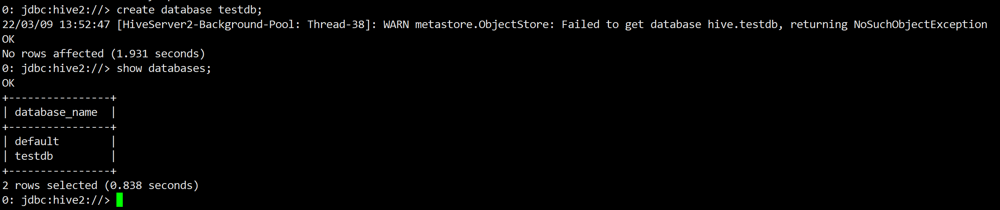 0: jdbc:hive2://> create database testdb;
22/03/09 13:52:47 [HiveServer2-Background-Pool: Thread-38]: WARN metastore.ObjectStore: Failed to get database hive.testdb, returning NoSuchObjectException
OK
No rows affected (1.931 seconds)
0: jdbc:hive2://> show databases;
OK
+----------------+
| database_name  |
+----------------+
| default        |
| testdb         |
+----------------+
2 rows selected (0.838 seconds)
0: jdbc:hive2://>